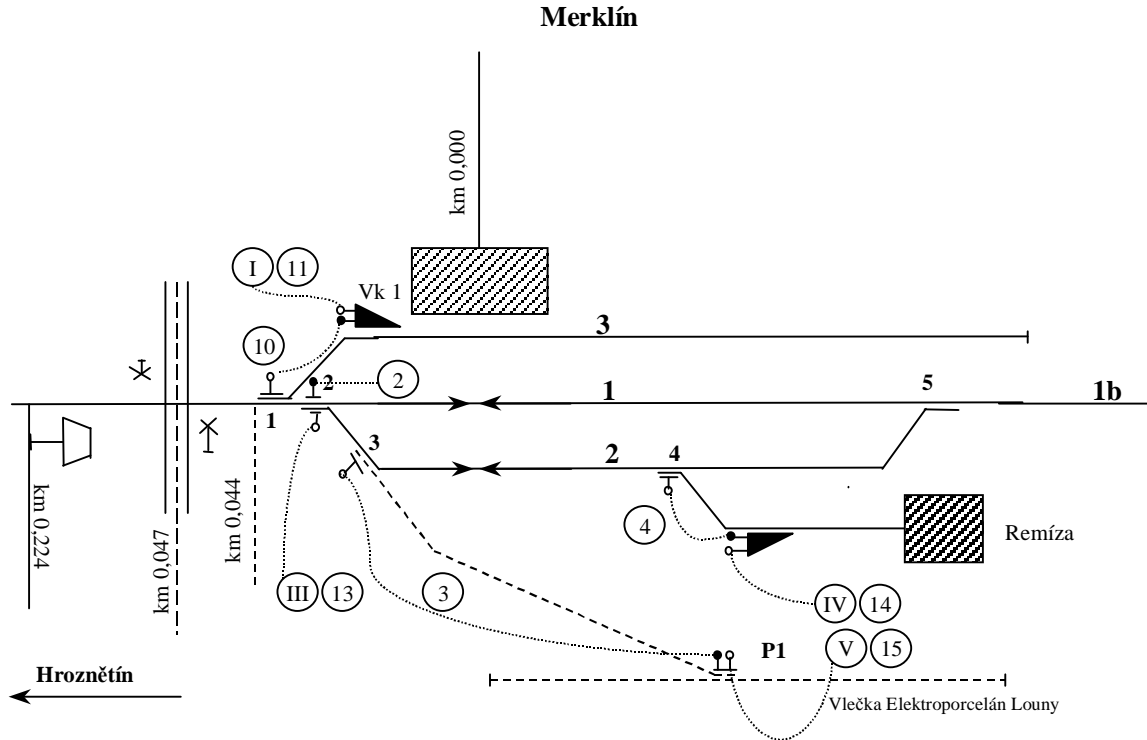 Merklín
km 0,000
I 11
Vk 1
3
10
2
2
1
5
1b
1
3
2
4
km 0,224
km 0,047
km 0,044
4
Remíza
III 13
3
IV 14
P1
V 15
Hroznětín
Vlečka Elektroporcelán Louny